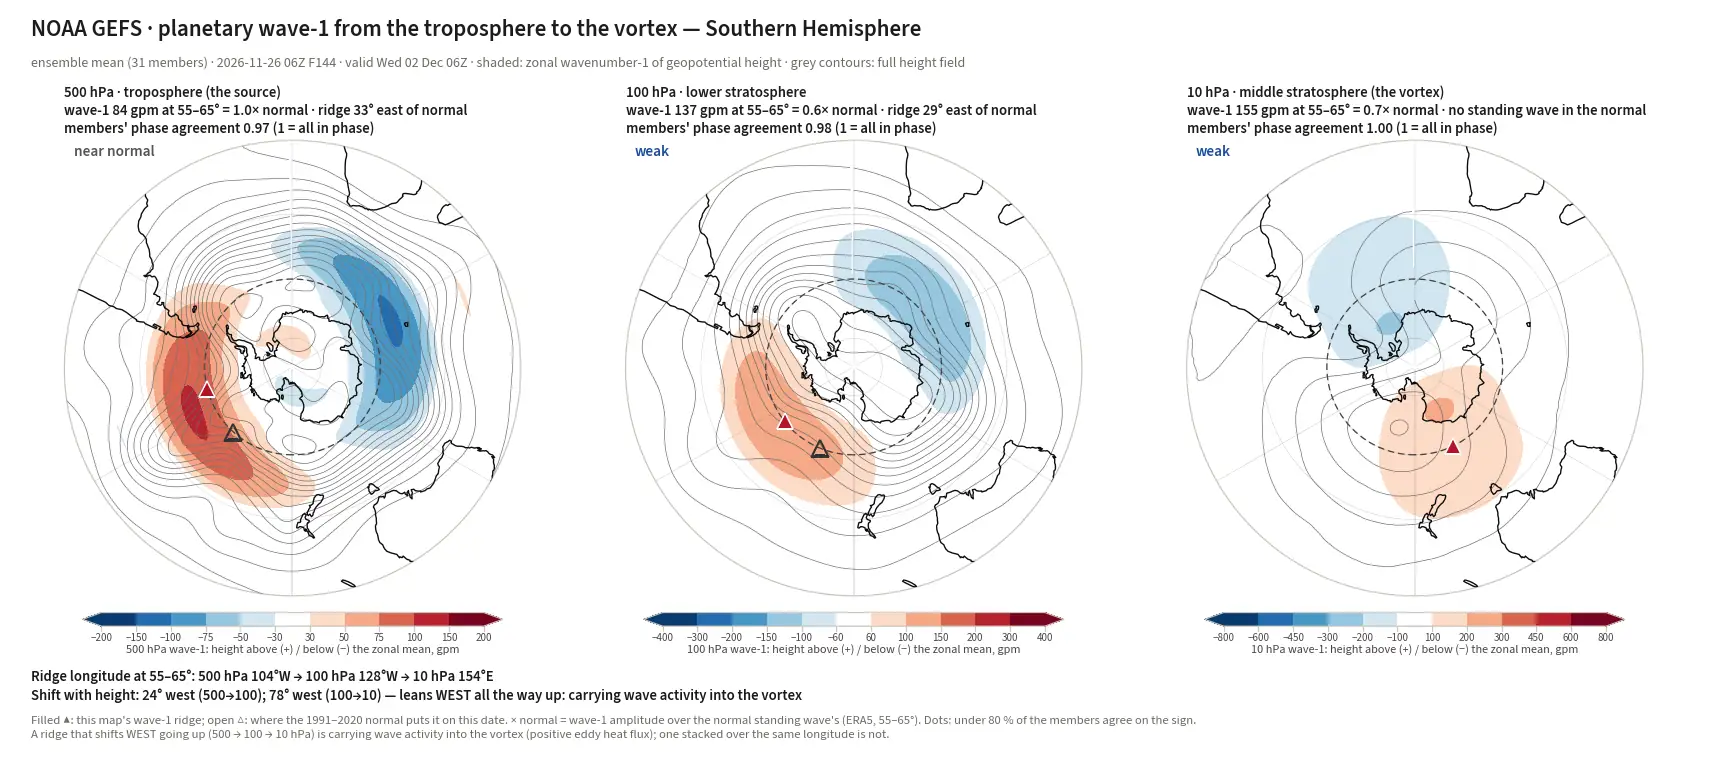 NOAA GEFS · planetary wave-1 from the troposphere to the vortex — Southern Hemisphere
ensemble mean (31 members) · 2026-11-26 06Z F144 · valid Wed 02 Dec 06Z · shaded: zonal wavenumber-1 of geopotential height · grey contours: full height field
500 hPa · troposphere (the source)
wave-1 84 gpm at 55–65° = 1.0× normal · ridge 33° east of normal
members' phase agreement 0.97 (1 = all in phase)
near normal
100 hPa · lower stratosphere
wave-1 137 gpm at 55–65° = 0.6× normal · ridge 29° east of normal
members' phase agreement 0.98 (1 = all in phase)
weak
10 hPa · middle stratosphere (the vortex)
wave-1 155 gpm at 55–65° = 0.7× normal · no standing wave in the normal
members' phase agreement 1.00 (1 = all in phase)
weak
−200 −150 −100 −75 −50 −30 30 50 75 100 150 200
500 hPa wave-1: height above (+) / below (−) the zonal mean, gpm
−400 −300 −200 −150 −100 −60 60 100 150 200 300 400
100 hPa wave-1: height above (+) / below (−) the zonal mean, gpm
−800 −600 −450 −300 −200 −100 100 200 300 450 600 800
10 hPa wave-1: height above (+) / below (−) the zonal mean, gpm
Ridge longitude at 55–65°: 500 hPa 104°W → 100 hPa 128°W → 10 hPa 154°E
Shift with height: 24° west (500→100); 78° west (100→10) — leans WEST all the way up: carrying wave activity into the vortex
Filled ▲: this map's wave-1 ridge; open △: where the 1991–2020 normal puts it on this date. × normal = wave-1 amplitude over the normal standing wave's (ERA5, 55–65°). Dots: under 80 % of the members agree on the sign.
A ridge that shifts WEST going up (500 → 100 → 10 hPa) is carrying wave activity into the vortex (positive eddy heat flux); one stacked over the same longitude is not.